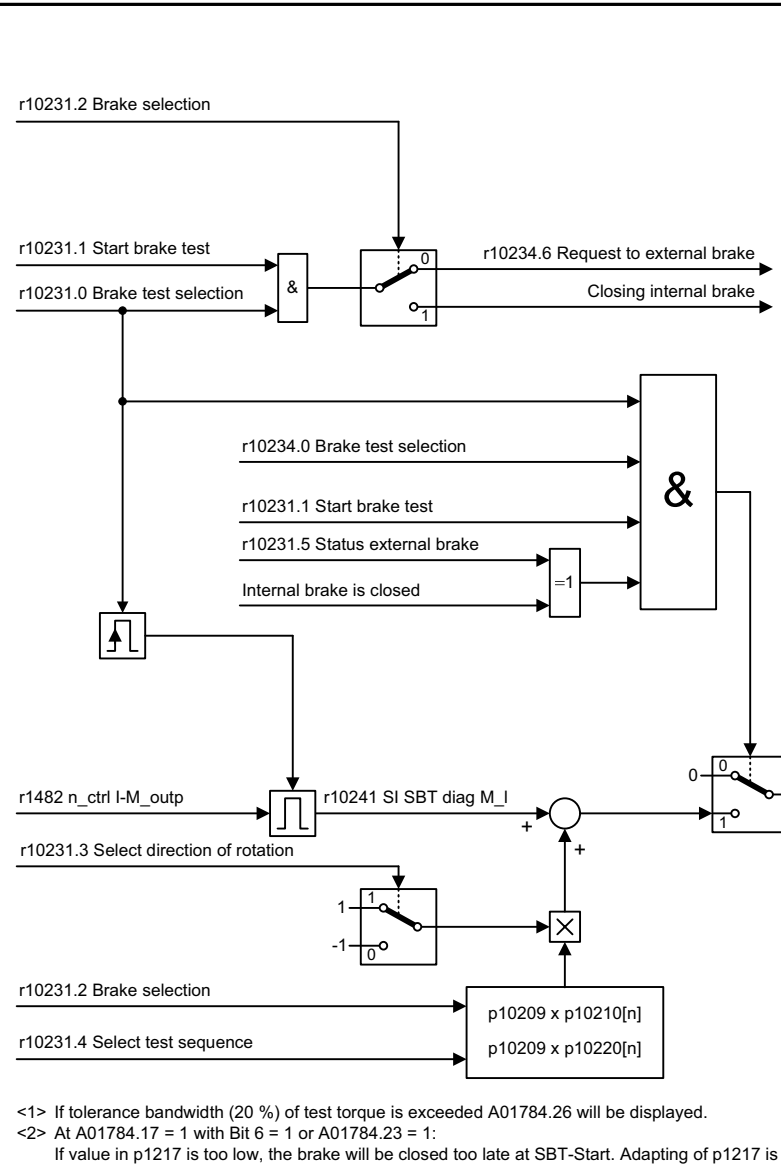 r10231.2 Brake selection
r10231.1 Start brake test
0
r10234.6 Request to external brake
&
r10231.0 Brake test selection
Closing internal brake
1
r10234.0 Brake test selection
&
r10231.1 Start brake test
r10231.5 Status external brake
=1
Internal brake is closed
0
0
r1482 n_ctrl I-M_outp
r10241 SI SBT diag M_I
+
1
r10231.3 Select direction of rotation
+
1
1
-1
0
r10231.2 Brake selection
p10209 x p10210[n]
r10231.4 Select test sequence
p10209 x p10220[n]
<1> If tolerance bandwidth (20 %) of test torque is exceeded A01784.26 will be displayed.
<2> At A01784.17 = 1 with Bit 6 = 1 or A01784.23 = 1:
If value in p1217 is too low, the brake will be closed too late at SBT-Start. Adapting of p1217 is